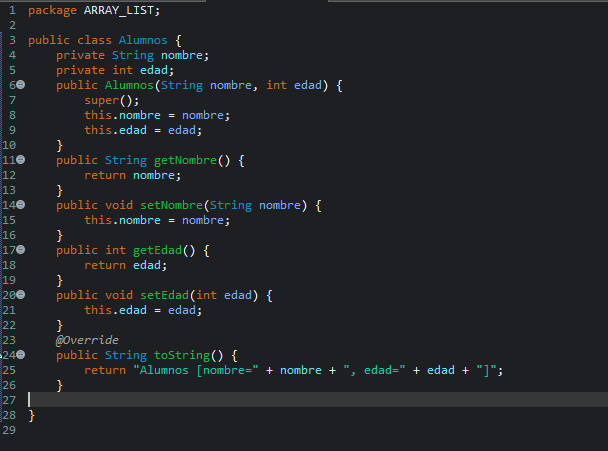 1 package ARRAY_LIST;
2
3 public class Alumnos {
4     private String nombre;
5     private int edad;
6     public Alumnos(String nombre, int edad) {
7         super();
8         this.nombre = nombre;
9         this.edad = edad;
10     }
11     public String getNombre() {
12         return nombre;
13     }
14     public void setNombre(String nombre) {
15         this.nombre = nombre;
16     }
17     public int getEdad() {
18         return edad;
19     }
20     public void setEdad(int edad) {
21         this.edad = edad;
22     }
23     @Override
24     public String toString() {
25         return "Alumnos [nombre=" + nombre + ", edad=" + edad + "]";
26     }
27
28 }
29